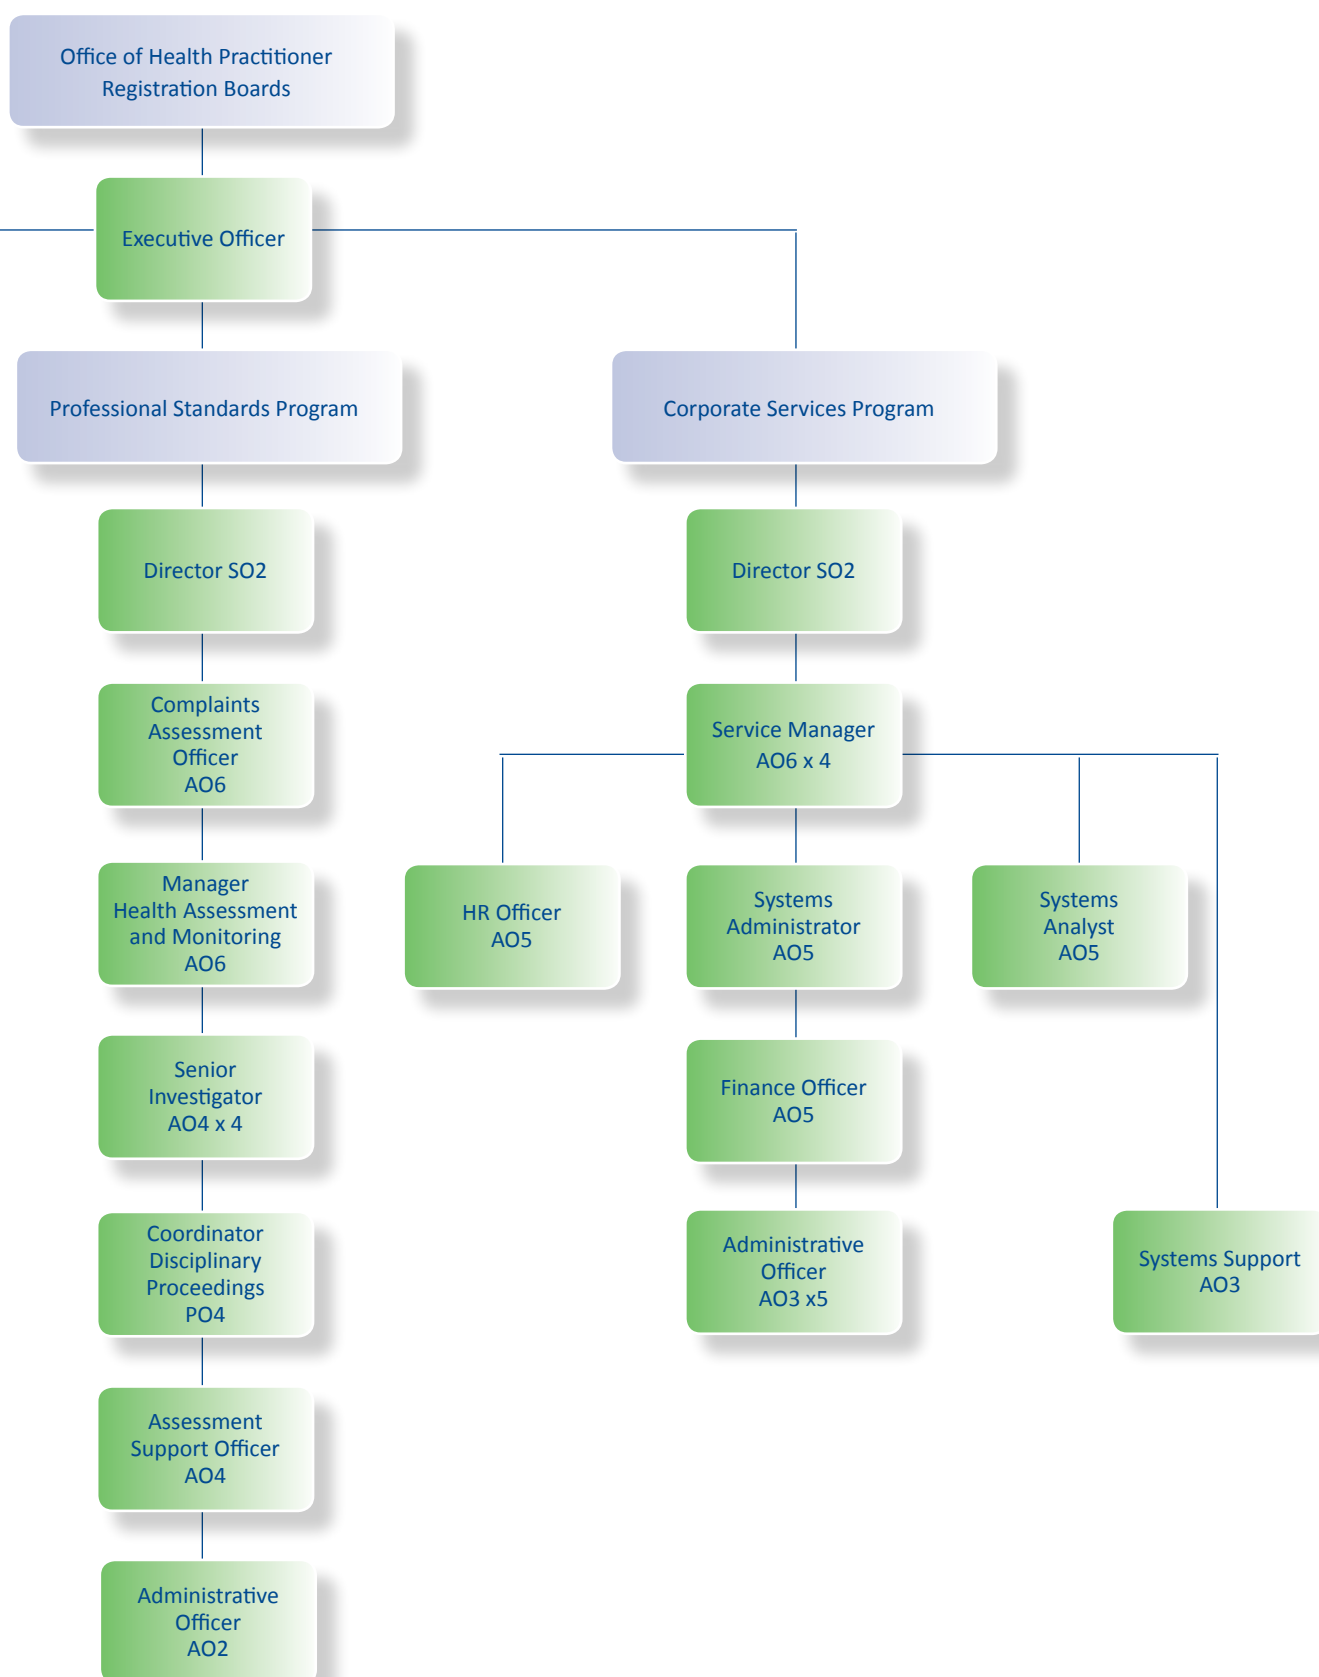 Office of Health Practitioner
Registration Boards
Executive Officer
Professional Standards Program
Corporate Services Program
Director SO2
Director SO2
Complaints
Assessment
Officer
AO6
Service Manager
AO6 x 4
Manager
Health Assessment
and Monitoring
AO6
HR Officer
AO5
Systems
Administrator
AO5
Systems
Analyst
AO5
Senior
Investigator
AO4 x 4
Finance Officer
AO5
Coordinator
Disciplinary
Proceedings
PO4
Administrative
Officer
AO3 x5
Systems Support
AO3
Assessment
Support Officer
AO4
Administrative
Officer
AO2